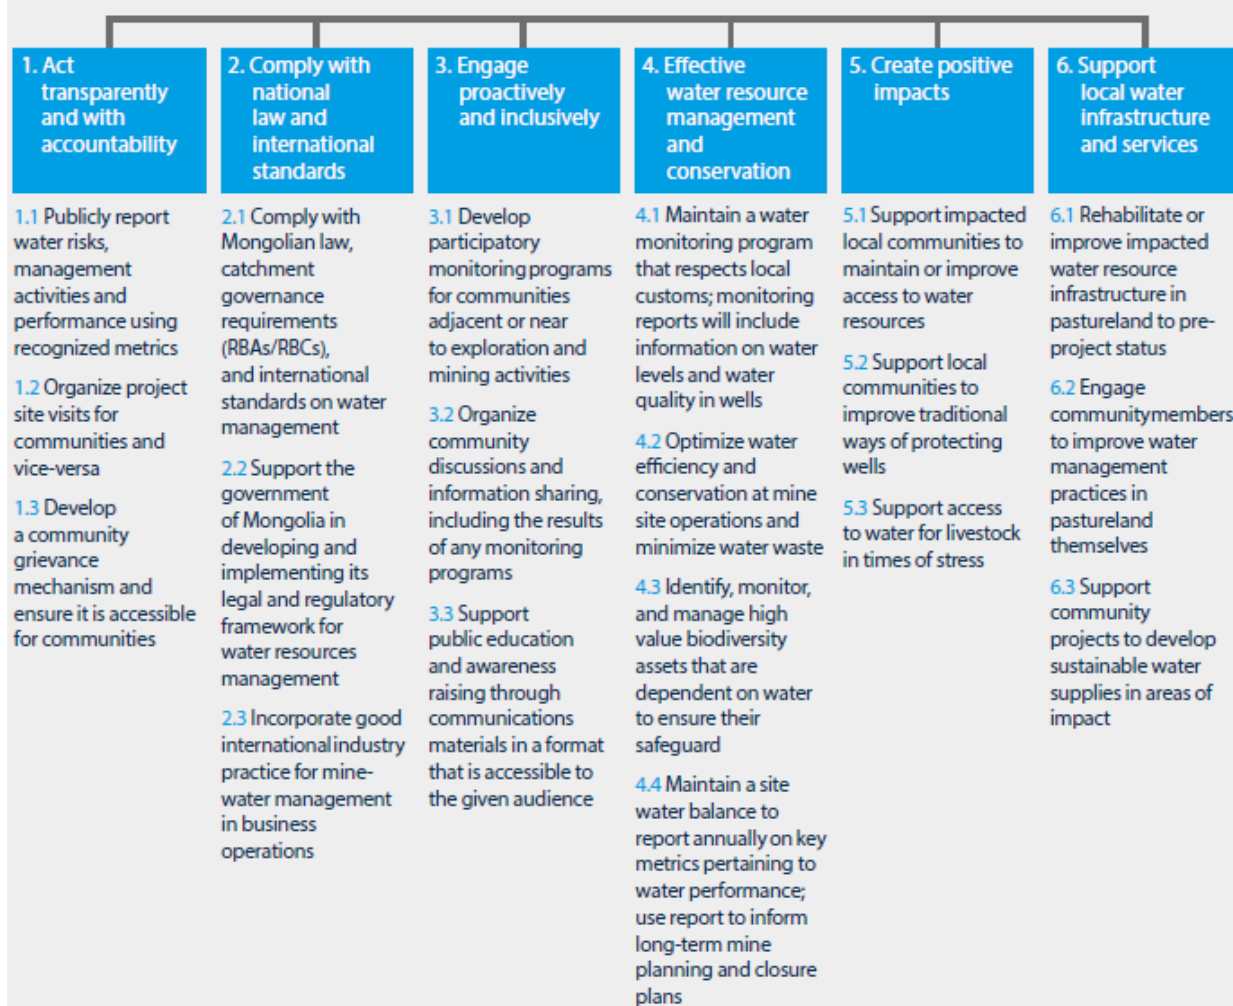 1. Act
transparently
and with
accountability
2. Comply with
national
law and
international
standards
3. Engage
proactively
and inclusively
4. Effective
water resource
management
and
conservation
5. Create positive
impacts
6. Support
local water
infrastructure
and services
1.1 Publicly report
water risks,
management
activities and
performance using
recognized metrics
1.2 Organize project
site visits for
communities and
vice-versa
1.3 Develop
a community
grievance
mechanism and
ensure it is accessible
for communities
2.1 Comply with
Mongolian law,
catchment
governance
requirements
(RBAs/RBCs),
and international
standards on water
management
2.2 Support the
government
of Mongolia in
developing and
implementing its
legal and regulatory
framework for
water resources
management
2.3 Incorporate good
international industry
practice for mine-
water management
in business
operations
3.1 Develop
participatory
monitoring programs
for communities
adjacent or near
to exploration and
mining activities
3.2 Organize
community
discussions and
information sharing,
including the results
of any monitoring
programs
3.3 Support
public education
and awareness
raising through
communications
materials in a format
that is accessible to
the given audience
4.1 Maintain a water
monitoring program
that respects local
customs; monitoring
reports will include
information on water
levels and water
quality in wells
4.2 Optimize water
efficiency and
conservation at mine
site operations and
minimize water waste
4.3 Identify, monitor,
and manage high
value biodiversity
assets that are
dependent on water
to ensure their
safeguard
4.4 Maintain a site
water balance to
report annually on key
metrics pertaining to
water performance;
use report to inform
long-term mine
planning and closure
plans
5.1 Support impacted
local communities to
maintain or improve
access to water
resources
5.2 Support local
communities to
improve traditional
ways of protecting
wells
5.3 Support access
to water for livestock
in times of stress
6.1 Rehabilitate or
improve impacted
water resource
infrastructure in
pastureland to pre-
project status
6.2 Engage
community members
to improve water
management
practices in
pastureland
themselves
6.3 Support
community
projects to develop
sustainable water
supplies in areas of
impact